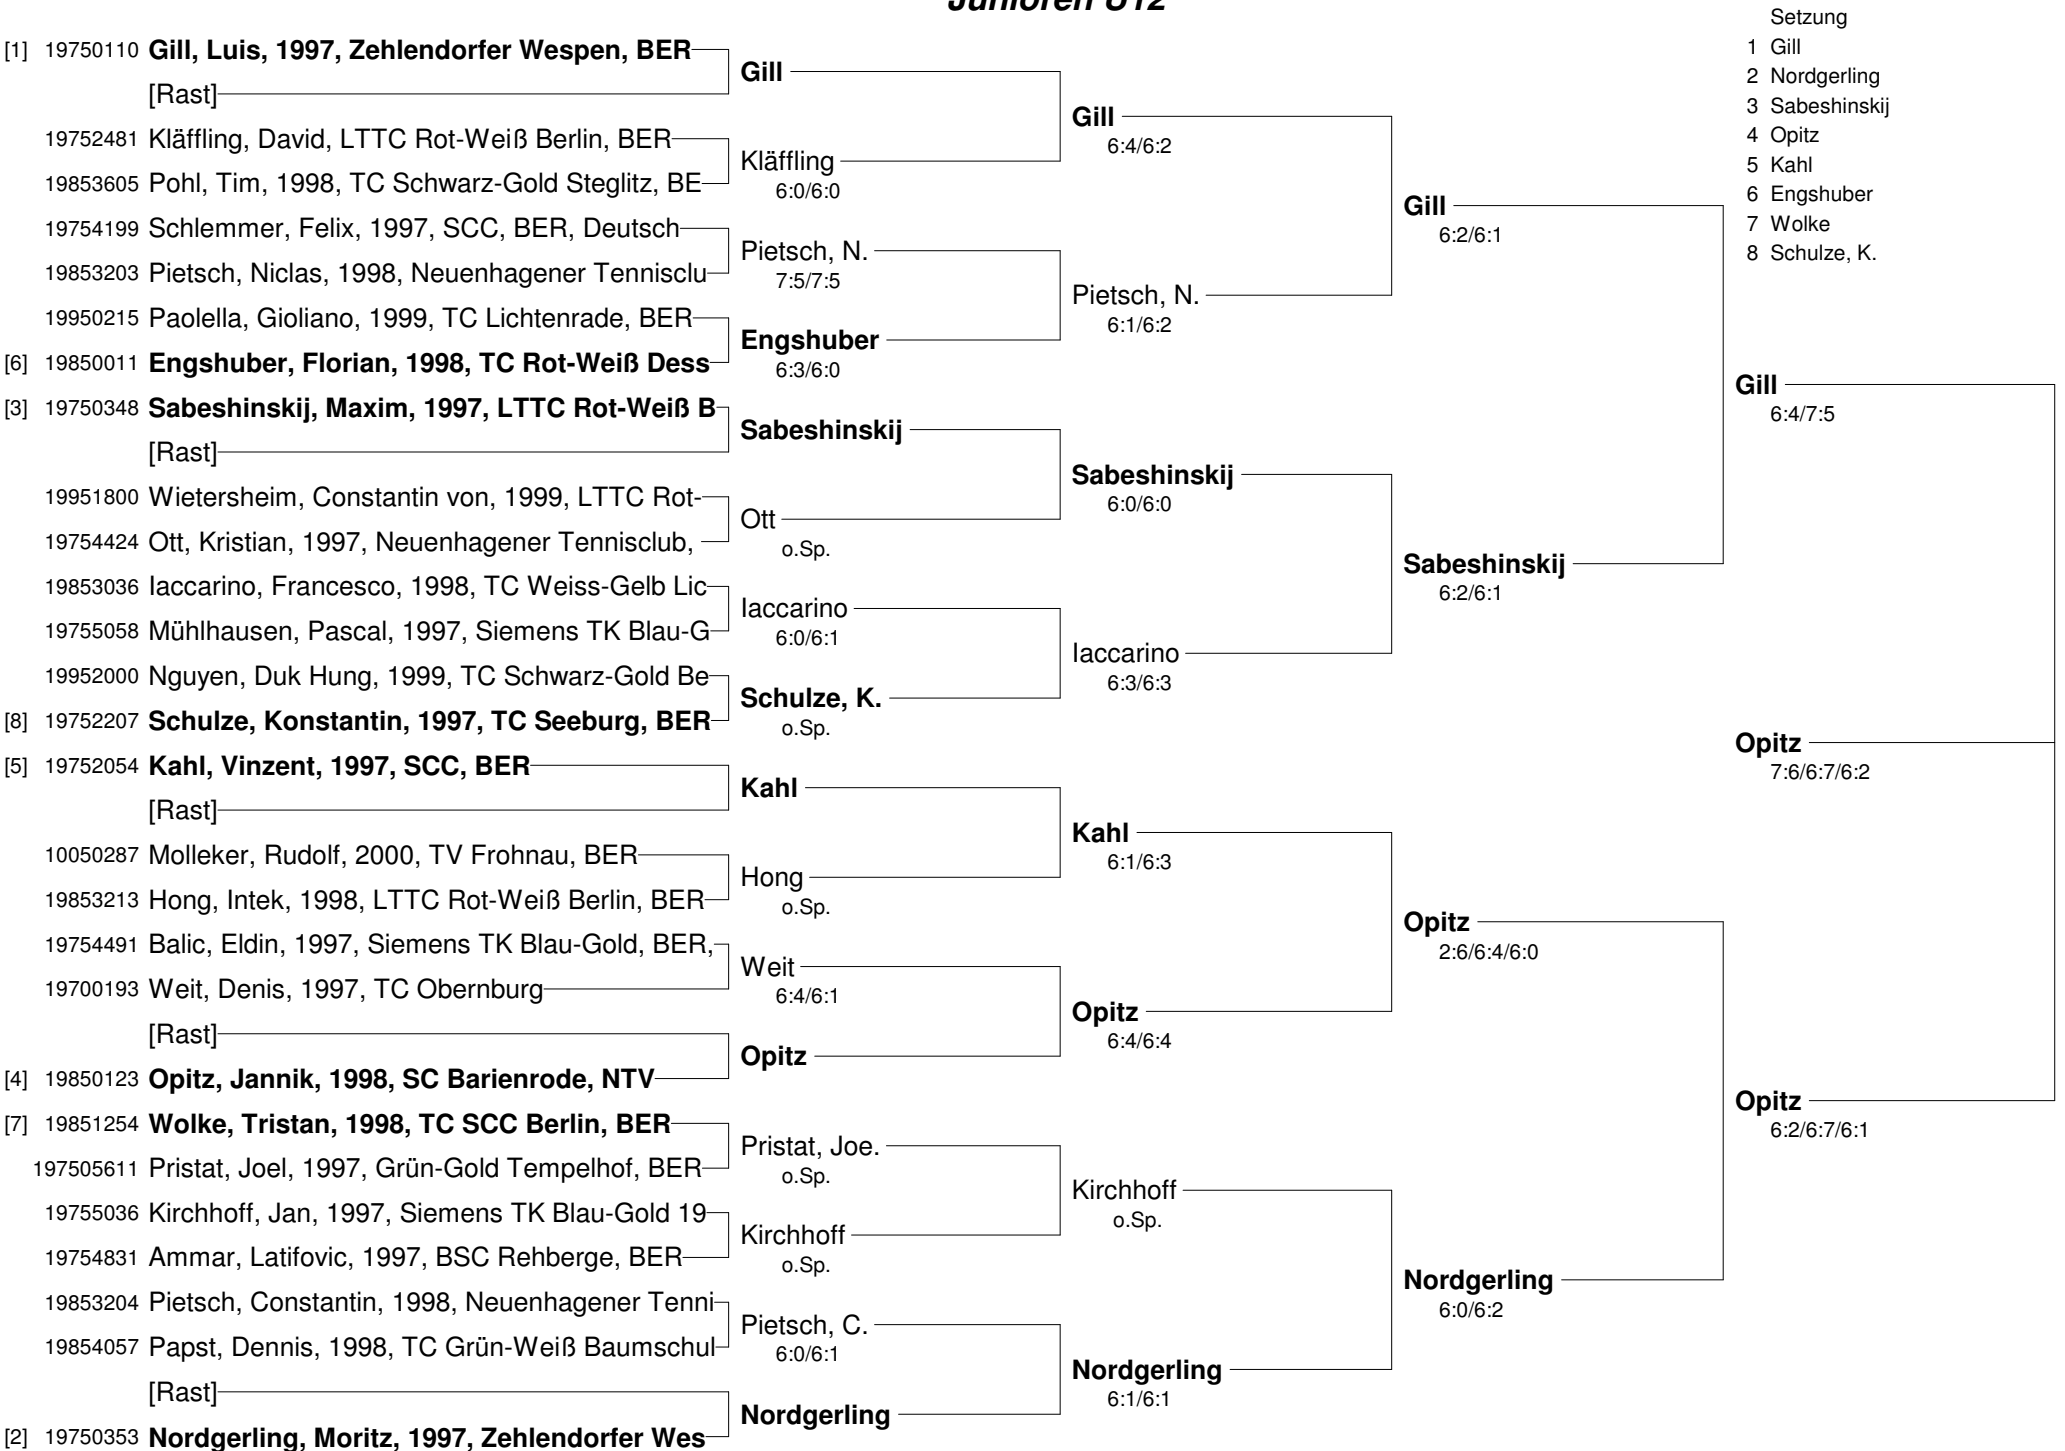 Junioren U12
Setzung
1 Gill
2 Nordgerling
3 Sabeshinskij
4 Opitz
5 Kahl
6 Engshuber
7 Wolke
8 Schulze, K.
[1] 19750110 Gill, Luis, 1997, Zehlendorfer Wespen, BER
[Rast]
19752481 Kläffling, David, LTTC Rot-Weiß Berlin, BER
19853605 Pohl, Tim, 1998, TC Schwarz-Gold Steglitz, BE
19754199 Schlemmer, Felix, 1997, SCC, BER, Deutsch
19853203 Pietsch, Niclas, 1998, Neuenhagener Tennisclu
19950215 Paolella, Gioliano, 1999, TC Lichtenrade, BER
[6] 19850011 Engshuber, Florian, 1998, TC Rot-Weiß Dess
[3] 19750348 Sabeshinskij, Maxim, 1997, LTTC Rot-Weiß B
[Rast]
19951800 Wietersheim, Constantin von, 1999, LTTC Rot-
19754424 Ott, Kristian, 1997, Neuenhagener Tennisclub,
19853036 Iaccarino, Francesco, 1998, TC Weiss-Gelb Lic
19755058 Mühlhausen, Pascal, 1997, Siemens TK Blau-G
19952000 Nguyen, Duk Hung, 1999, TC Schwarz-Gold Be
[8] 19752207 Schulze, Konstantin, 1997, TC Seeburg, BER
[5] 19752054 Kahl, Vinzent, 1997, SCC, BER
[Rast]
10050287 Molleker, Rudolf, 2000, TV Frohnau, BER
19853213 Hong, Intek, 1998, LTTC Rot-Weiß Berlin, BER
19754491 Balic, Eldin, 1997, Siemens TK Blau-Gold, BER,
19700193 Weit, Denis, 1997, TC Obernburg
[Rast]
[4] 19850123 Opitz, Jannik, 1998, SC Barienrode, NTV
[7] 19851254 Wolke, Tristan, 1998, TC SCC Berlin, BER
197505611 Pristat, Joel, 1997, Grün-Gold Tempelhof, BER
19755036 Kirchhoff, Jan, 1997, Siemens TK Blau-Gold 19
19754831 Ammar, Latifovic, 1997, BSC Rehberge, BER
19853204 Pietsch, Constantin, 1998, Neuenhagener Tenni
19854057 Papst, Dennis, 1998, TC Grün-Weiß Baumschul
[Rast]
[2] 19750353 Nordgerling, Moritz, 1997, Zehlendorfer Wes
Gill
Kläffling
6:0/6:0
Pietsch, N.
7:5/7:5
Engshuber
6:3/6:0
Sabeshinskij
Ott
o.Sp.
Iaccarino
6:0/6:1
Schulze, K.
o.Sp.
Kahl
Hong
o.Sp.
Weit
6:4/6:1
Opitz
Pristat, Joe.
o.Sp.
Kirchhoff
o.Sp.
Pietsch, C.
6:0/6:1
Nordgerling
Gill
6:4/6:2
Pietsch, N.
6:1/6:2
Sabeshinskij
6:0/6:0
Iaccarino
6:3/6:3
Kahl
6:1/6:3
Opitz
6:4/6:4
Kirchhoff
o.Sp.
Nordgerling
6:1/6:1
Gill
6:2/6:1
Sabeshinskij
6:2/6:1
Opitz
2:6/6:4/6:0
Nordgerling
6:0/6:2
Gill
6:4/7:5
Opitz
7:6/6:7/6:2
Opitz
6:2/6:7/6:1